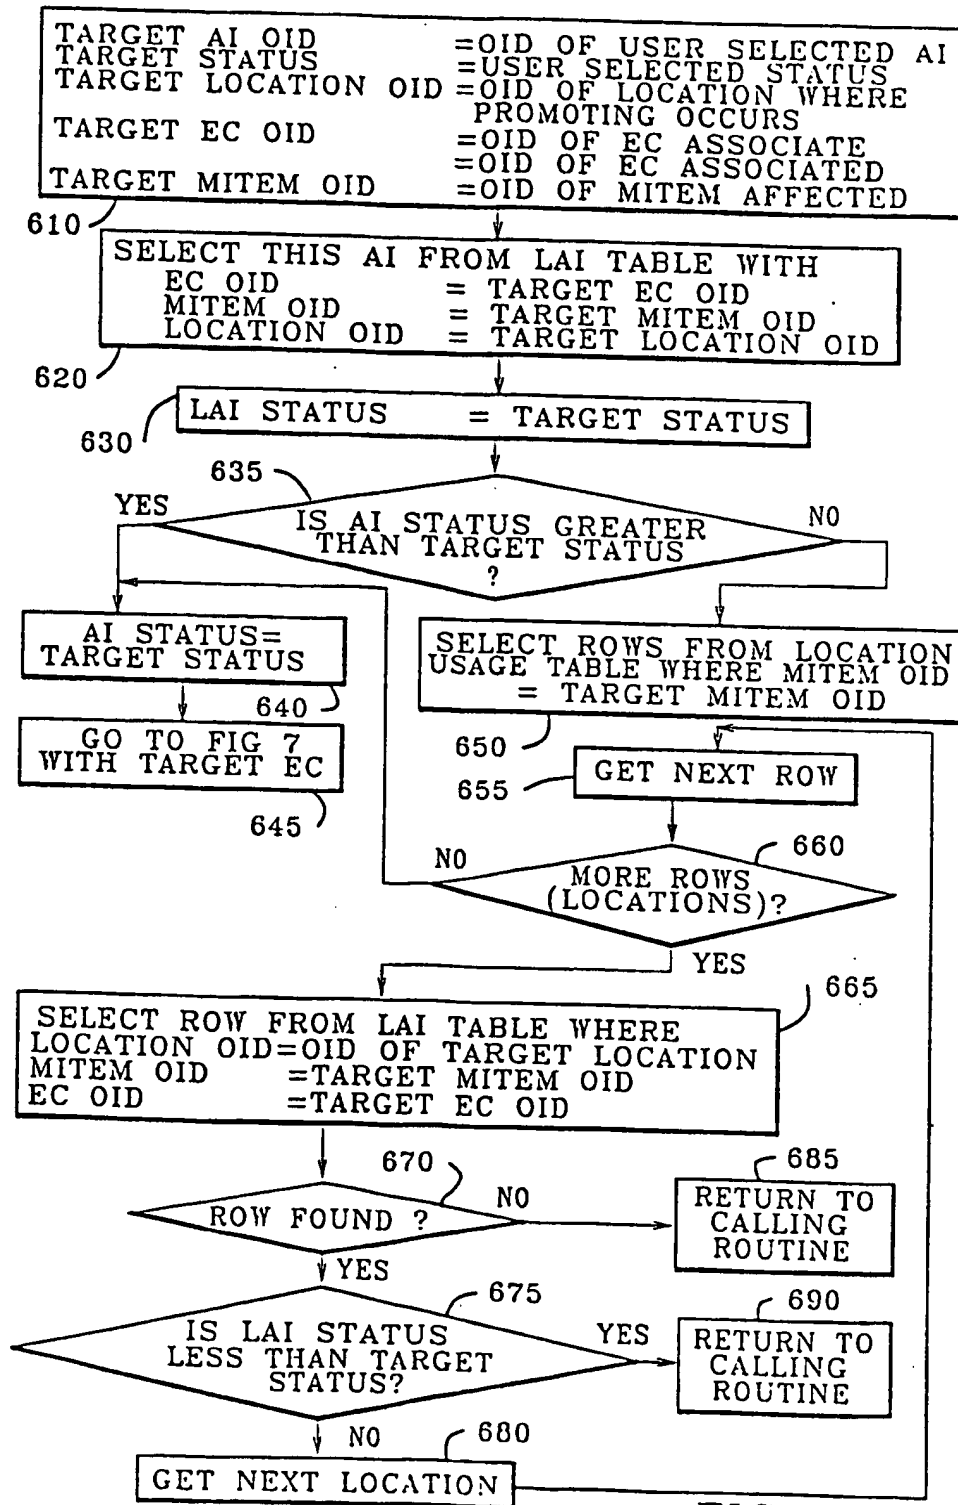 TARGET AI OID =OID OF USER SELECTED AI
TARGET STATUS =USER SELECTED STATUS
TARGET LOCATION OID =OID OF LOCATION WHERE
PROMOTING OCCURS
TARGET EC OID =OID OF EC ASSOCIATE
=OID OF EC ASSOCIATED
TARGET MITEM OID =OID OF MITEM AFFECTED
610
SELECT THIS AI FROM LAI TABLE WITH
EC OID = TARGET EC OID
MITEM OID = TARGET MITEM OID
LOCATION OID = TARGET LOCATION OID
620
LAI STATUS = TARGET STATUS
630
635
YES
IS AI STATUS GREATER
THAN TARGET STATUS
?
NO
AI STATUS=
TARGET STATUS
640
GO TO FIG 7
WITH TARGET EC
645
SELECT ROWS FROM LOCATION
USAGE TABLE WHERE MITEM OID
= TARGET MITEM OID
650
GET NEXT ROW
655
660
NO
MORE ROWS
(LOCATIONS)?
YES
665
SELECT ROW FROM LAI TABLE WHERE
LOCATION OID=OID OF TARGET LOCATION
MITEM OID =TARGET MITEM OID
EC OID =TARGET EC OID
670
ROW FOUND ?
NO
685
RETURN TO
CALLING
ROUTINE
YES
675
IS LAI STATUS
LESS THAN TARGET
STATUS?
YES
690
RETURN TO
CALLING
ROUTINE
NO
680
GET NEXT LOCATION